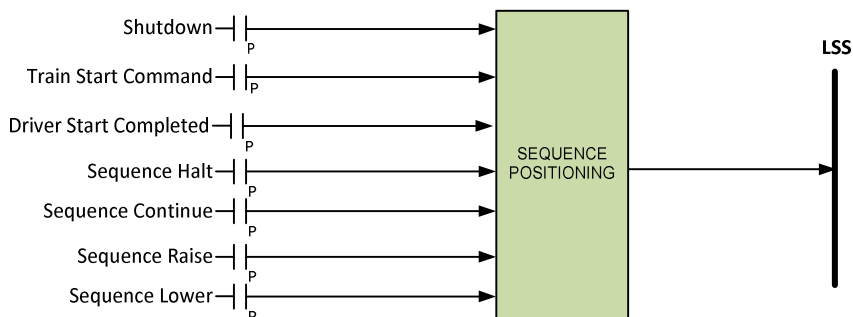 Shutdown
P
Train Start Command
P
Driver Start Completed
P
Sequence Halt
P
Sequence Continue
P
Sequence Raise
P
Sequence Lower
P
SEQUENCE
POSITIONING
LSS